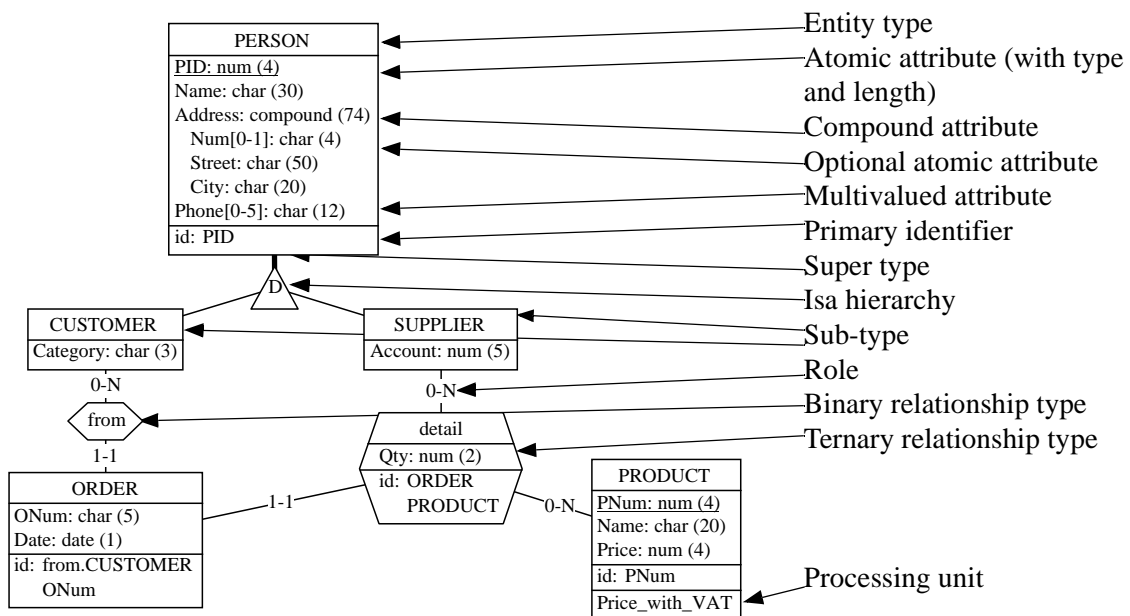 PERSON
PID: num (4)
Name: char (30)
Address: compound (74)
Num[0-1]: char (4)
Street: char (50)
City: char (20)
Phone[0-5]: char (12)
id: PID
D
CUSTOMER
Category: char (3)
SUPPLIER
Account: num (5)
0-N
from
1-1
ORDER
ONum: char (5)
Date: date (1)
id: from.CUSTOMER
ONum
0-N
detail
Qty: num (2)
id: ORDER
PRODUCT
1-1
0-N
PRODUCT
PNum: num (4)
Name: char (20)
Price: num (4)
id: PNum
Price_with_VAT
Entity type
Atomic attribute (with type
and length)
Compound attribute
Optional atomic attribute
Multivalued attribute
Primary identifier
Super type
Isa hierarchy
Sub-type
Role
Binary relationship type
Ternary relationship type
Processing unit